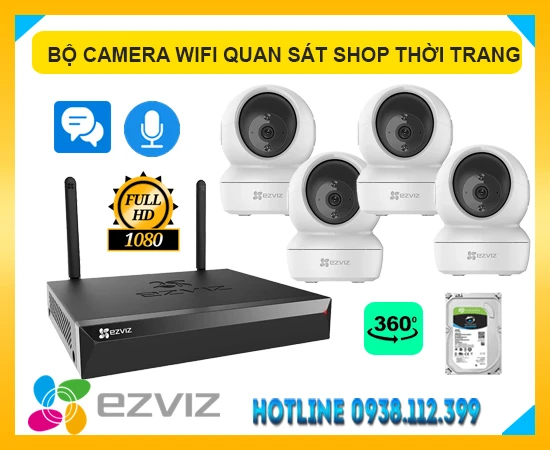 BỘ CAMERA WIFI QUAN SÁT SHOP THỜI TRANG
FULL
HD
1080
ezviz
ezviz
ezviz
ezviz
EZVIZ
ezviz
360°
ezviz
HOTLINE 0938.112.399